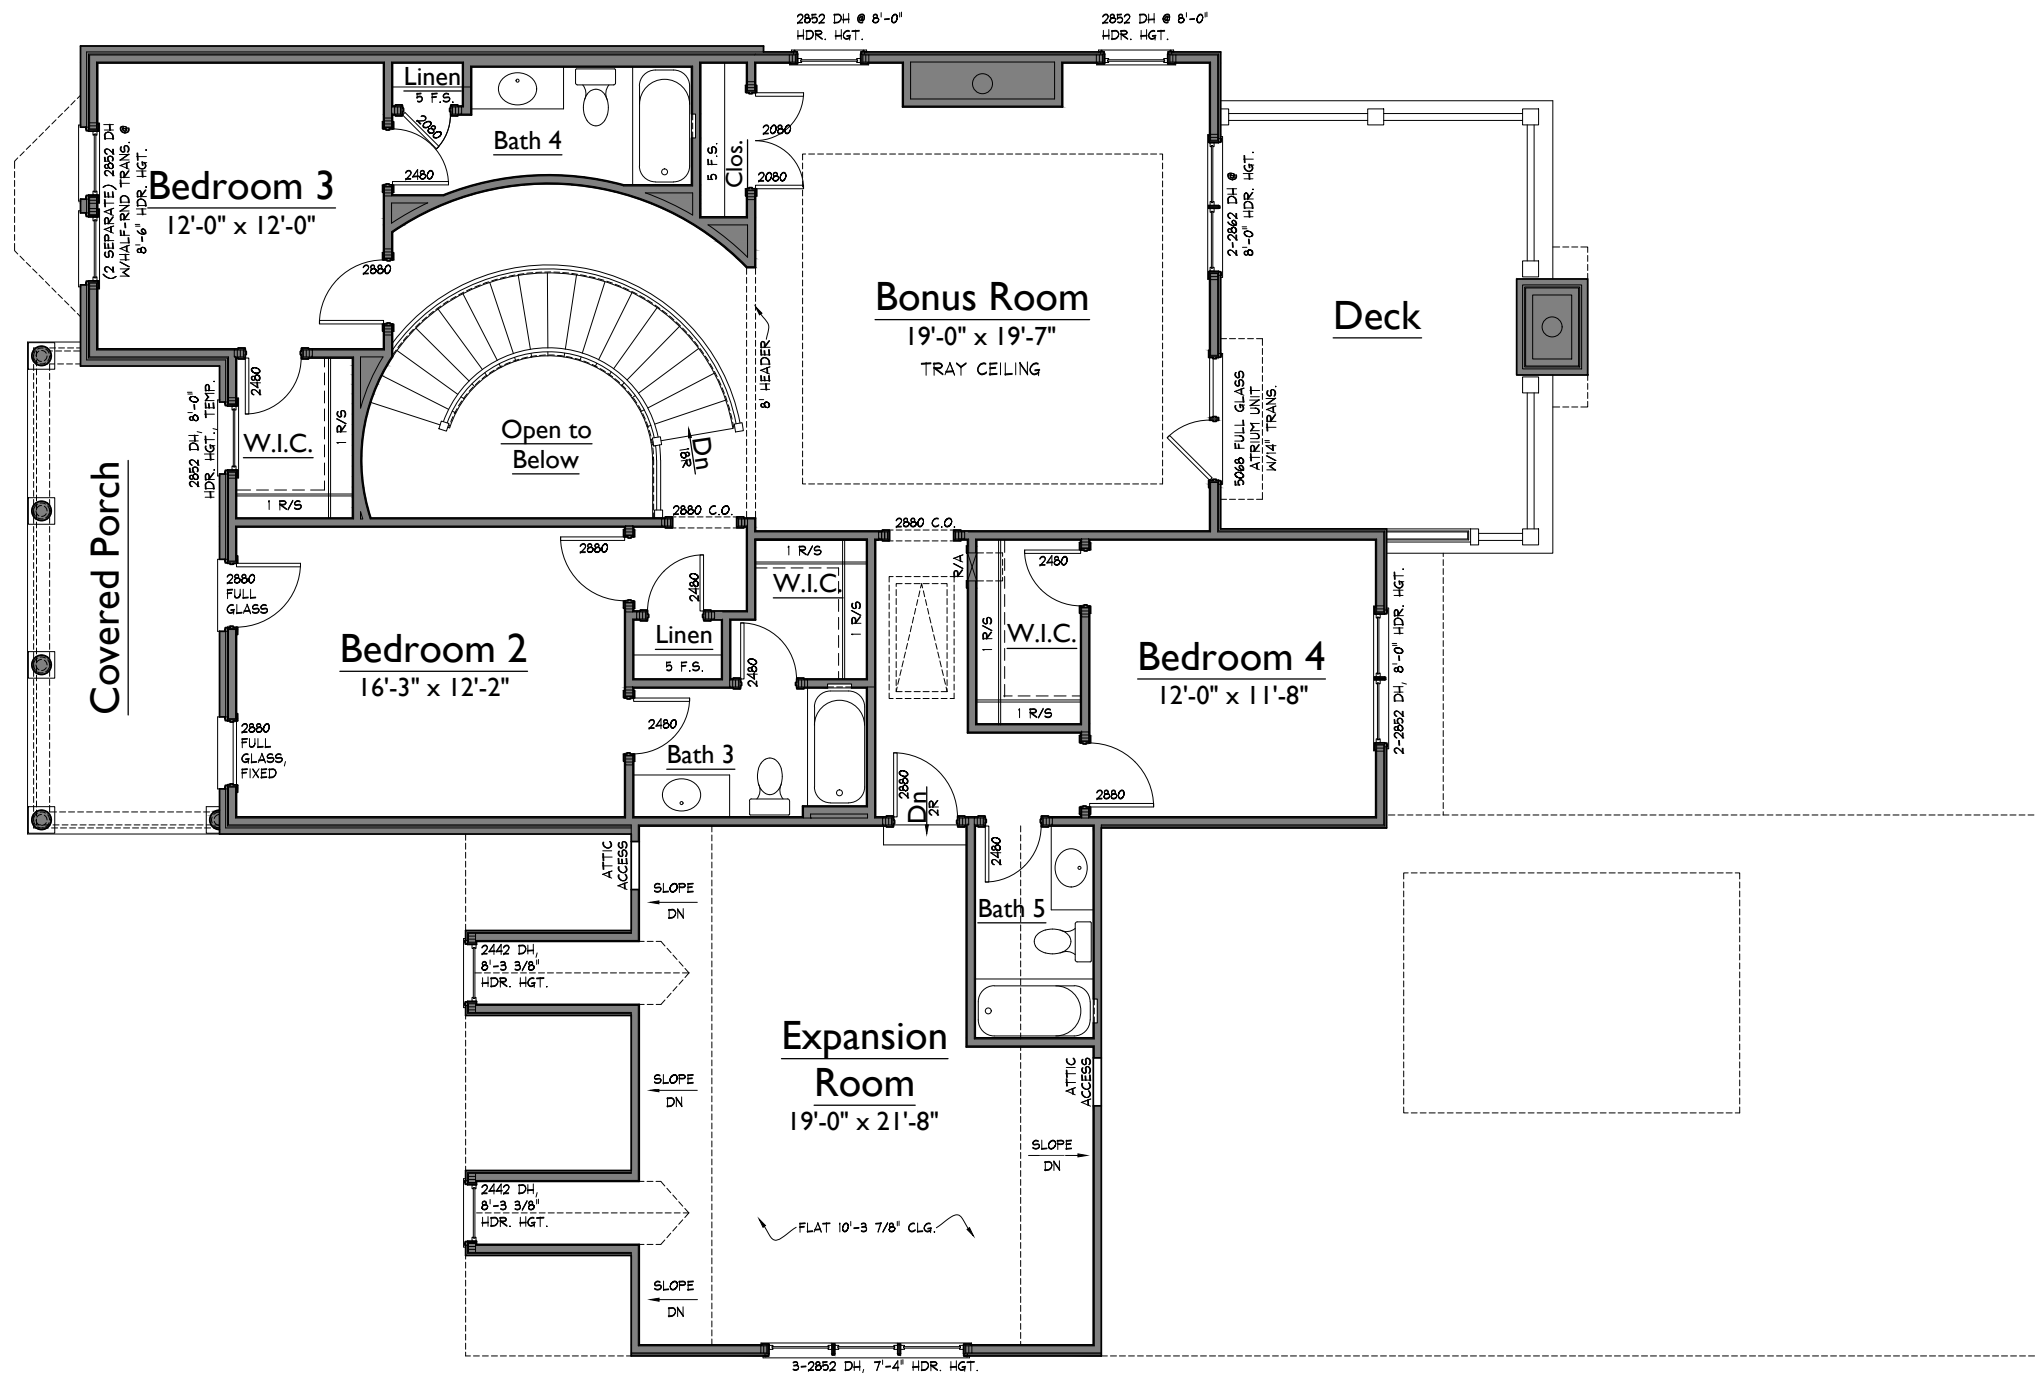 2852 DH @ 8'-0"
HDR. HGT.
2852 DH @ 8'-0"
HDR. HGT.
Linen
5 F.S.
2080
Bath 4
2480
(2 SEPARATE) 2852 DH
W/HALF-RND TRANS. @
8'-6" HDR. HGT.
Bedroom 3
12'-0" x 12'-0"
2880
5 F.S.
Clos.
2080
2080
2-2862 DH @
8'-0" HDR. HGT.
Bonus Room
19'-0" x 19'-7"
TRAY CEILING
8' HEADER
Deck
5068 FULL GLASS
ATRIUM UNIT
W/14" TRANS.
2480
2852 DH, 8'-0"
HDR. HGT., TEMP.
W.I.C.
1 R/S
1 R/S
Open to
Below
Dn
18R
Covered Porch
2880 C.O.
2880 C.O.
2880
FULL
GLASS
2880
2480
1 R/S
W.I.C.
1 R/S
R/A
2480
1 R/S
W.I.C.
1 R/S
Bedroom 2
16'-3" x 12'-2"
Linen
5 F.S.
2480
Bedroom 4
12'-0" x 11'-8"
2-2852 DH, 8'-0" HDR. HGT.
2880
FULL
GLASS,
FIXED
2480
Bath 3
2880
Dn
2R
2880
2480
ATTIC
ACCESS
SLOPE
DN
Bath 5
2442 DH,
8'-3 3/8"
HDR. HGT.
Expansion
Room
19'-0" x 21'-8"
SLOPE
DN
ATTIC
ACCESS
SLOPE
DN
2442 DH,
8'-3 3/8"
HDR. HGT.
FLAT 10'-3 7/8" CLG.
SLOPE
DN
3-2852 DH, 7'-4" HDR. HGT.